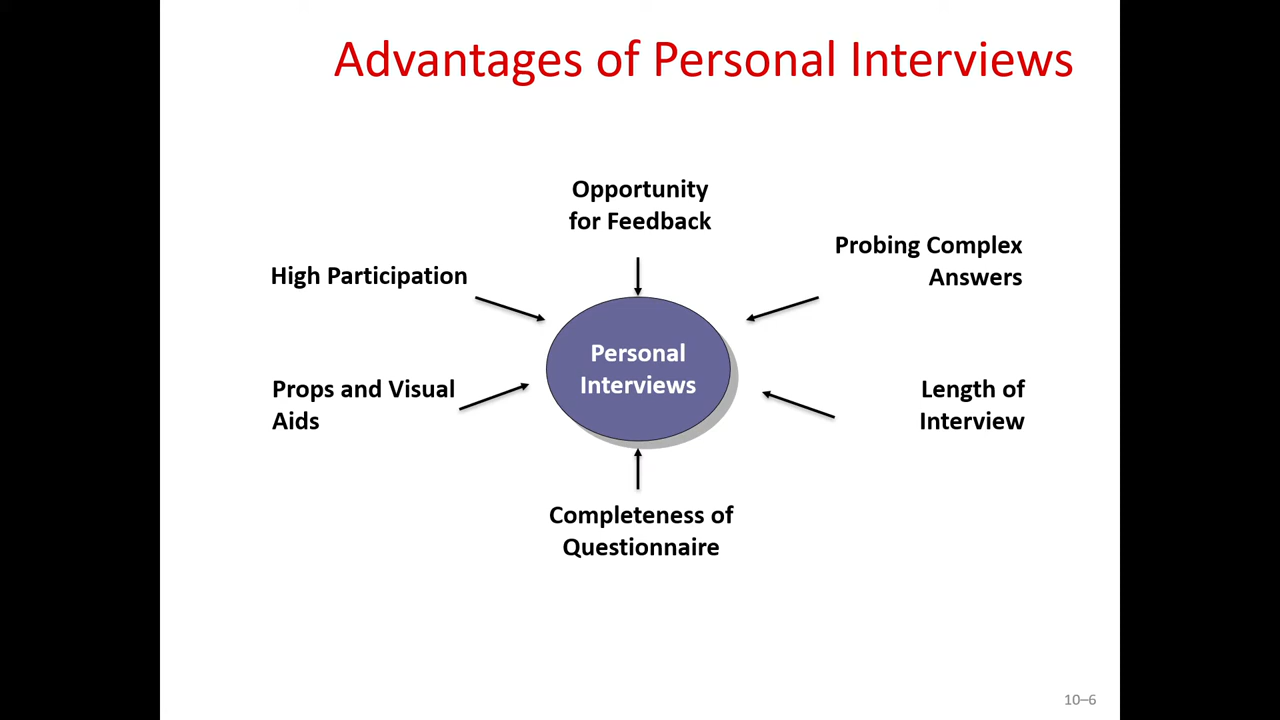 Advantages of Personal Interviews
Opportunity
for Feedback
Probing Complex
Answers
High Participation
Personal
Interviews
Props and Visual
Aids
Length of
Interview
Completeness of
Questionnaire
10–6